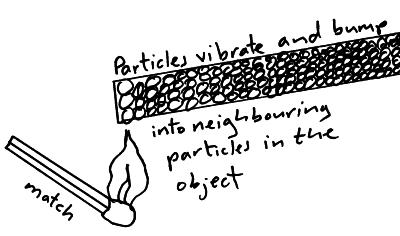 Particles vibrate and bump
into neighbouring
particles in the
object
match